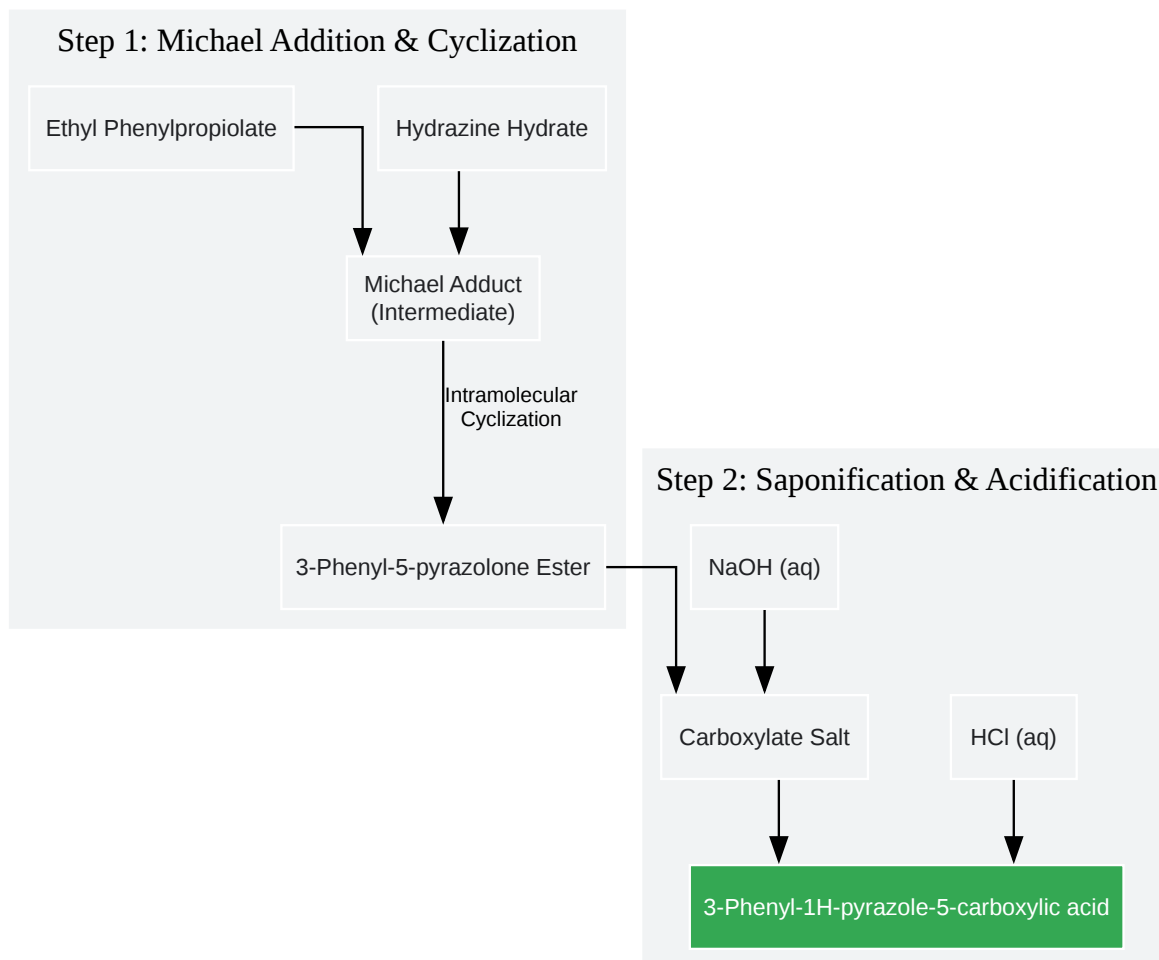 Step 1: Michael Addition & Cyclization
Ethyl Phenylpropiolate
Hydrazine Hydrate
Michael Adduct
(Intermediate)
Intramolecular
Cyclization
3-Phenyl-5-pyrazolone Ester
Step 2: Saponification & Acidification
NaOH (aq)
Carboxylate Salt
HCl (aq)
3-Phenyl-1H-pyrazole-5-carboxylic acid